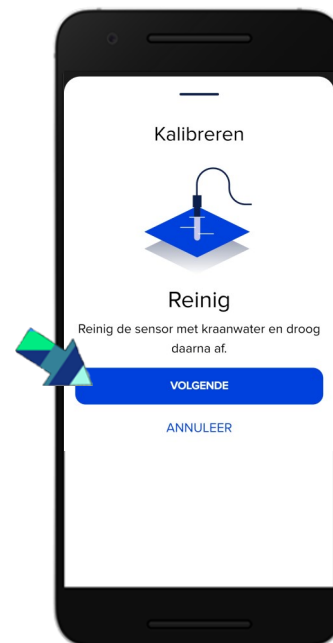 Kalibreren
Reinig
Reinig de sensor met kraanwater en droog
daarna af.
VOLGENDE
ANNULEER